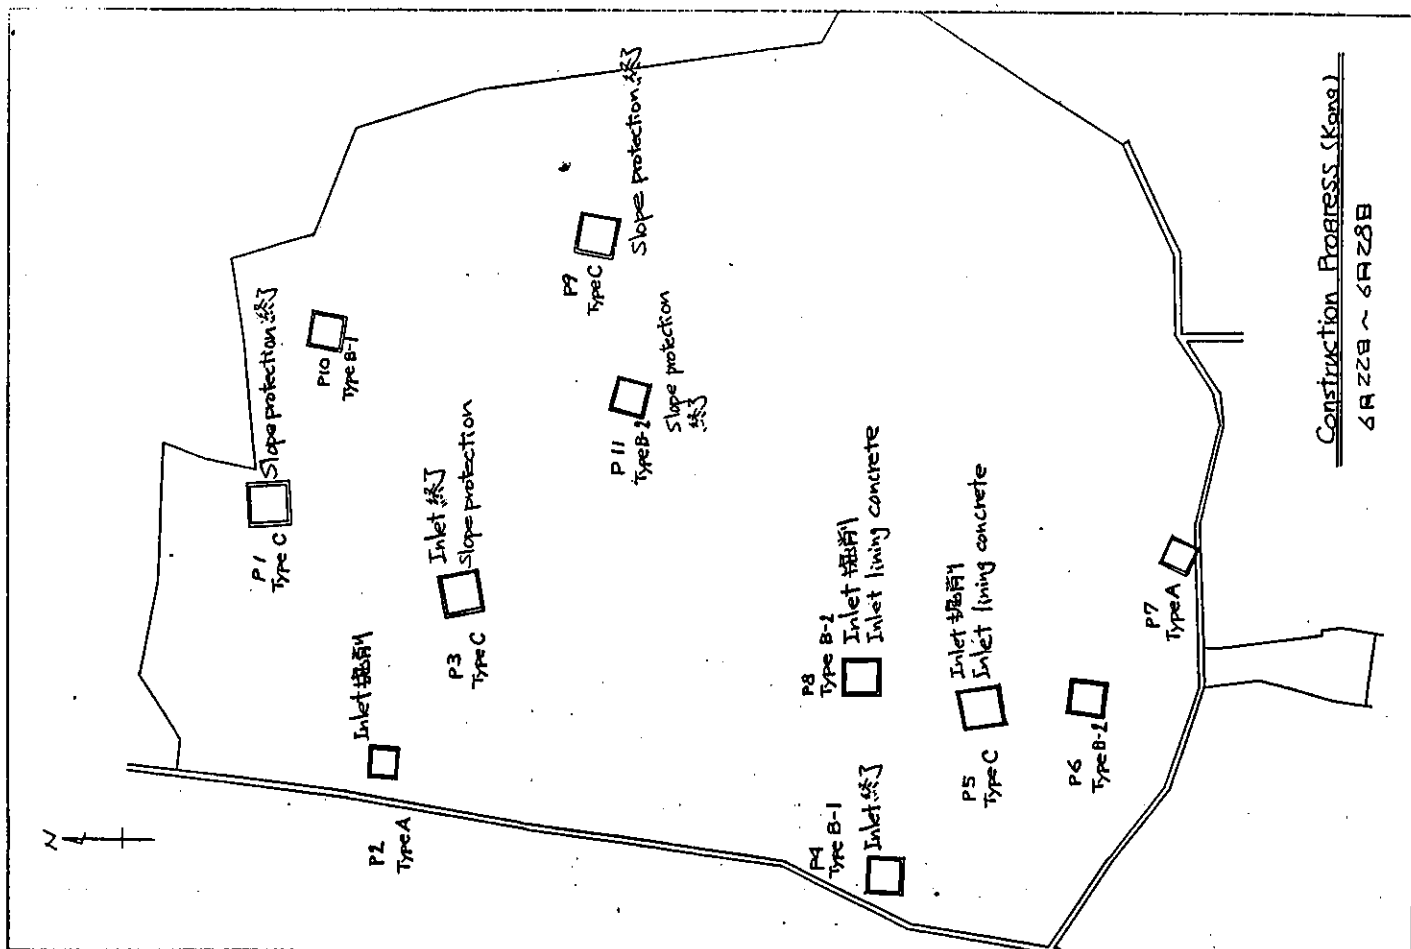 N
P1
Type C
Slope protection 終了
P10
Type B-1
P2
Type A
Inlet 掘削
P3
Type C
Inlet 終了
Slope protection
P9
Type C
Slope protection 終了
P11
Type B-2
Slope protection
終了
P4
Type B-1
Inlet 終了
P8
Type B-2
Inlet 掘削
Inlet lining concrete
P5
Type C
Inlet 掘削
Inlet lining concrete
P6
Type B-2
P7
Type A
Construction Progress (Kong)
6月22日 ~ 6月28日